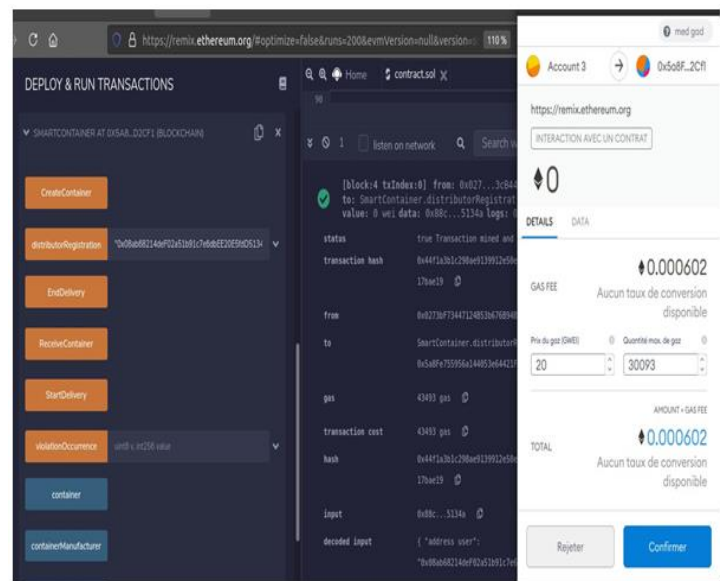 https://remix.ethereum.org/#optimize=false&runs=200&evmVersion=null&version=
110%
DEPLOY & RUN TRANSACTIONS
SMARTCONTAINER AT 0X5A8...D2CF1 (BLOCKCHAIN)
CreateContainer
distributorRegistration
EndDelivery
ReceiveContainer
StartDelivery
violationOccurrence
uint8 v, int256 value
container
containerManufacturer
Home
contract.sol
90
1
listen on network
Search w
[block:4 txIndex:0] from: 0x027...3cB44
to: SmartContainer.distributorRegistrat
value: 0 wei data: 0x88c...5134a logs: 0
status
true Transaction mined and
transaction hash
17bae19
from
to
SmartContainer.distributorR
gas
43493 gas
transaction cost
43493 gas
hash
17bae19
input
0x88c...5134a
decoded input
{ "address user":
med gad
Account 3
0x5a8F...2Cf1
https://remix.ethereum.org
INTERACTION AVEC UN CONTRAT
0
DETAILS
DATA
GAS FEE
0.000602
Aucun taux de conversion
disponible
Prix du gaz (GWEI)
Quantité max. de gaz
20
30093
AMOUNT + GAS FEE
TOTAL
0.000602
Aucun taux de conversion
disponible
Rejeter
Confirmer